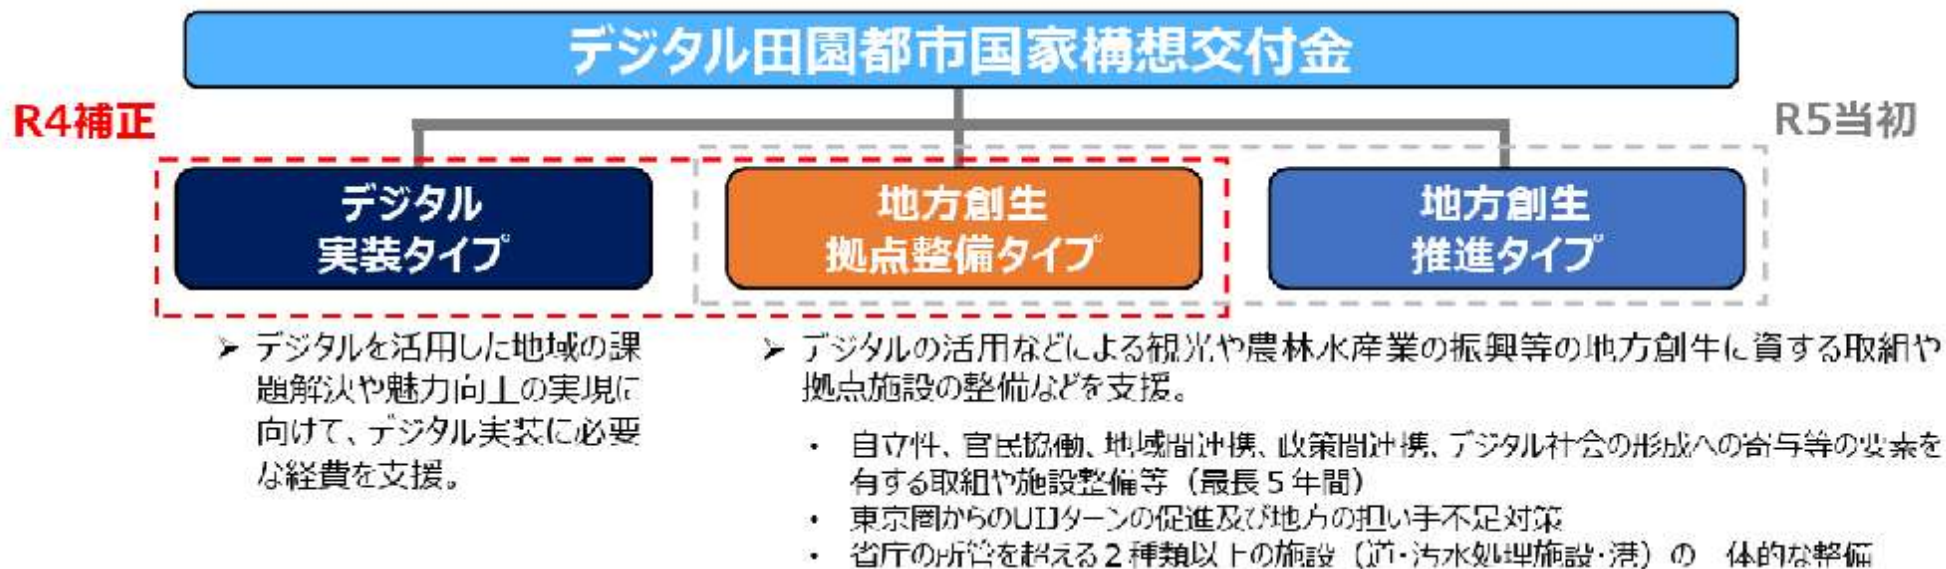 デジタル田園都市国家構想交付金
R4補正
R5当初
デジタル
実装タイプ
地方創生
拠点整備タイプ
地方創生
推進タイプ
➢ デジタルを活用した地域の課
題解決や魅力向上の実現に
向けて、デジタル実装に必要
な経費を支援。
➢ デジタルの活用などによる観光や農林水産業の振興等の地方創生に資する取組や
拠点施設の整備などを支援。
・ 自立性、官民協働、地域間連携、政策間連携、デジタル社会の形成への寄与等の要素を
有する取組や施設整備等（最長５年間）
・ 東京圏からのUIJターンの促進及び地方の担い手不足対策
・ 省庁の所管を超える２種類以上の施設（道・汚水処理施設・港）の 体的な整備